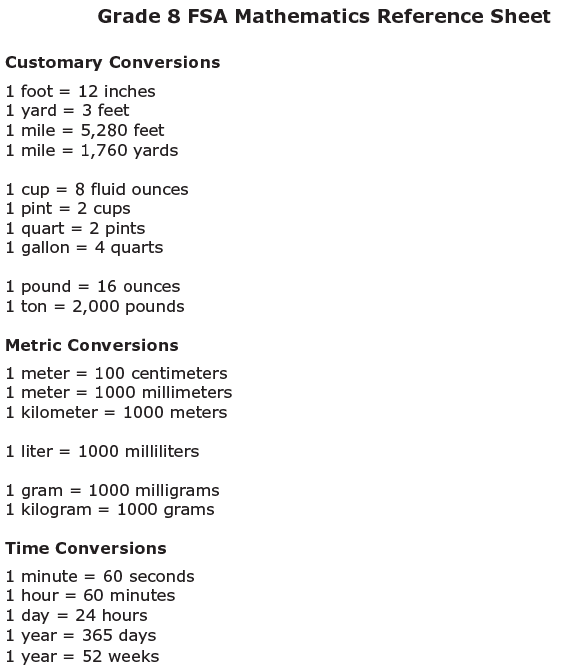 Grade 8 FSA Mathematics Reference Sheet
Customary Conversions
1 foot = 12 inches
1 yard = 3 feet
1 mile = 5,280 feet
1 mile = 1,760 yards
1 cup = 8 fluid ounces
1 pint = 2 cups
1 quart = 2 pints
1 gallon = 4 quarts
1 pound = 16 ounces
1 ton = 2,000 pounds
Metric Conversions
1 meter = 100 centimeters
1 meter = 1000 millimeters
1 kilometer = 1000 meters
1 liter = 1000 milliliters
1 gram = 1000 milligrams
1 kilogram = 1000 grams
Time Conversions
1 minute = 60 seconds
1 hour = 60 minutes
1 day = 24 hours
1 year = 365 days
1 year = 52 weeks